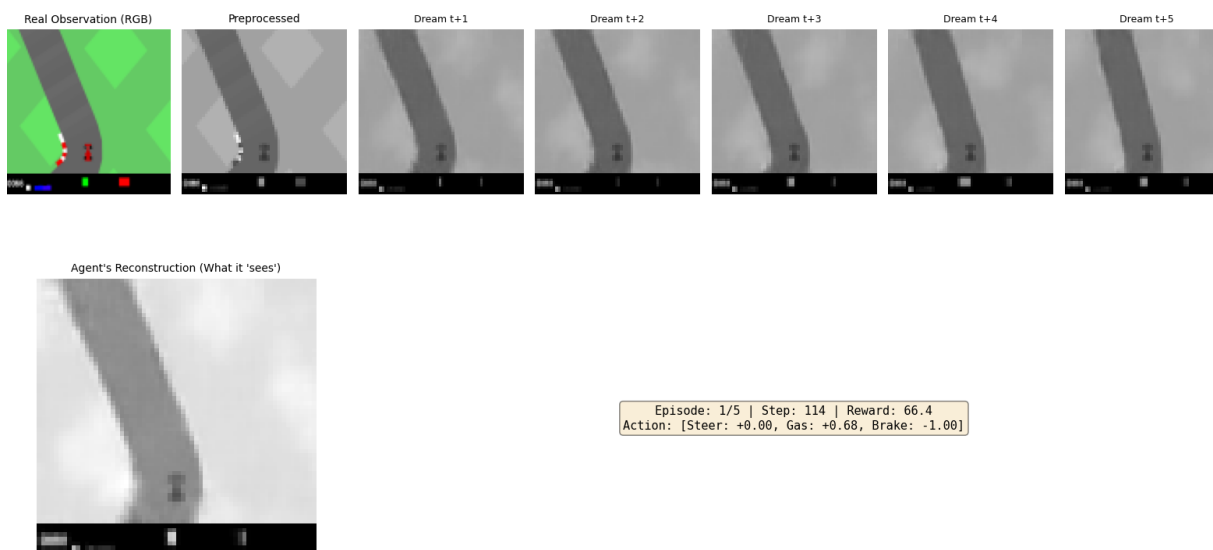 Real Observation (RGB)
Preprocessed
Dream t+1
Dream t+2
Dream t+3
Dream t+4
Dream t+5
Agent's Reconstruction (What it 'sees')
Episode: 1/5 | Step: 114 | Reward: 66.4
Action: [Steer: +0.00, Gas: +0.68, Brake: -1.00]